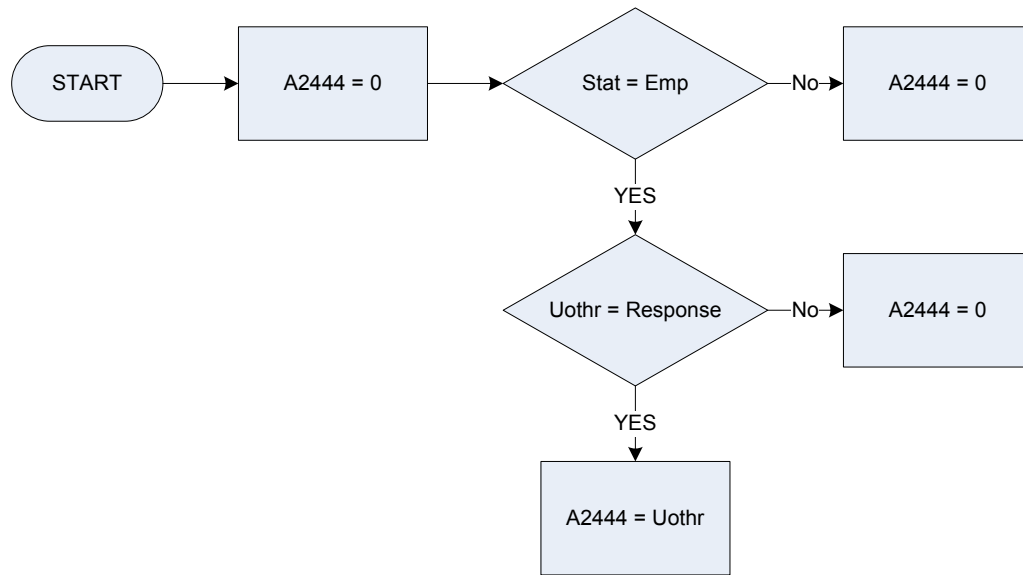 START
A2444 = 0
Stat = Emp
No
A2444 = 0
YES
Uothr = Response
No
A2444 = 0
YES
A2444 = Uothr